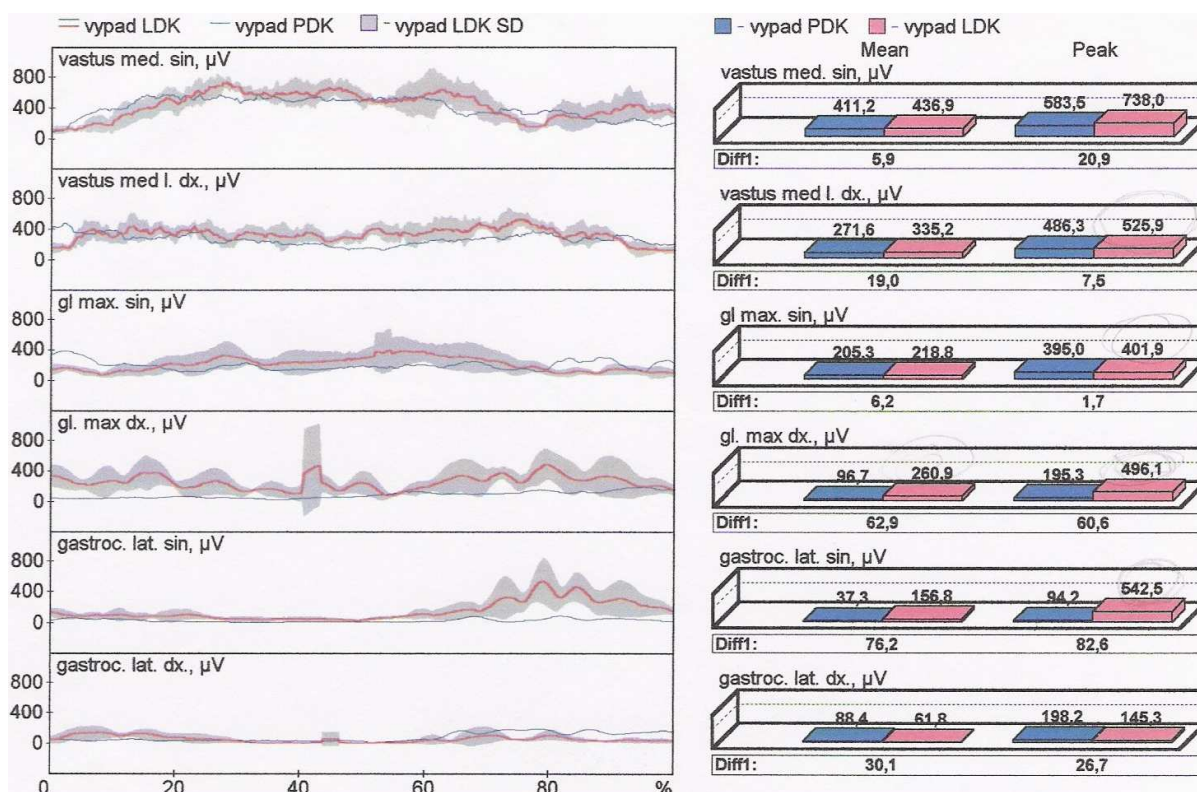 vypad LDK vypad PDK - vypad LDK SD
vastus med. sin, µV
800
400
0
vastus med l. dx., µV
800
400
0
gl max. sin, µV
800
400
0
gl. max dx., µV
800
400
0
gastroc. lat. sin, µV
800
400
0
gastroc. lat. dx., µV
800
400
0
0 20 40 60 80 %
- vypad PDK - vypad LDK
Mean Peak
vastus med. sin, µV
411,2 436,9 583,5 738,0
Diff1: 5,9 20,9
vastus med l. dx., µV
271,6 335,2 486,3 525,9
Diff1: 19,0 7,5
gl max. sin, µV
205,3 218,8 395,0 401,9
Diff1: 6,2 1,7
gl. max dx., µV
96,7 260,9 195,3 496,1
Diff1: 62,9 60,6
gastroc. lat. sin, µV
37,3 156,8 94,2 542,5
Diff1: 76,2 82,6
gastroc. lat. dx., µV
88,4 61,8 198,2 145,3
Diff1: 30,1 26,7